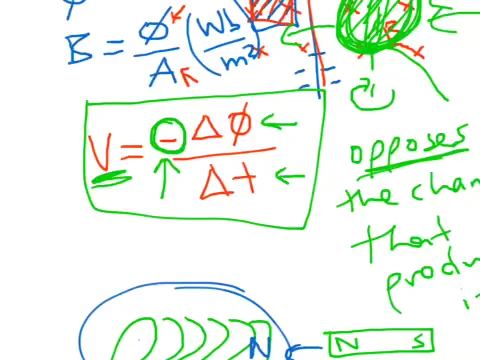 B = φ/A (Wb/m²)
V = - Δφ/Δt
opposes
the chan
that
produ
i
N
N S